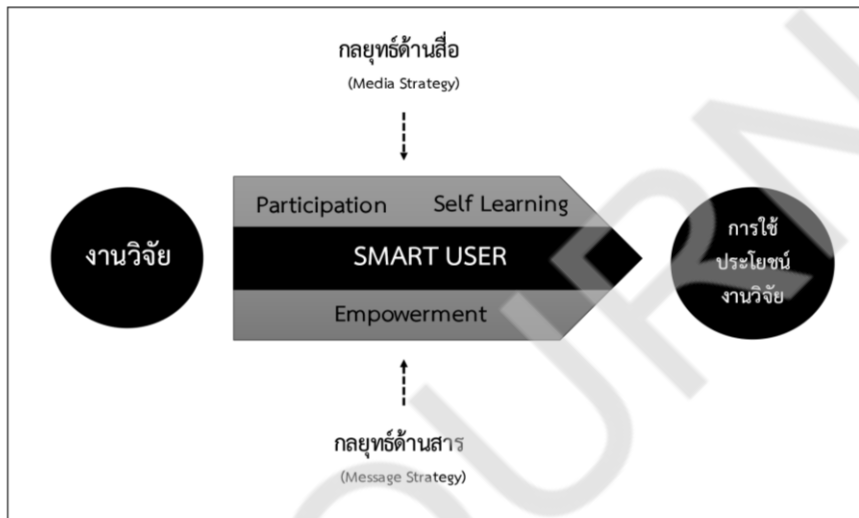 กลยุทธ์ด้านสื่อ
(Media Strategy)
Participation Self Learning
งานวิจัย
SMART USER
การใช้
ประโยชน์
งานวิจัย
Empowerment
กลยุทธ์ด้านสาร
(Message Strategy)